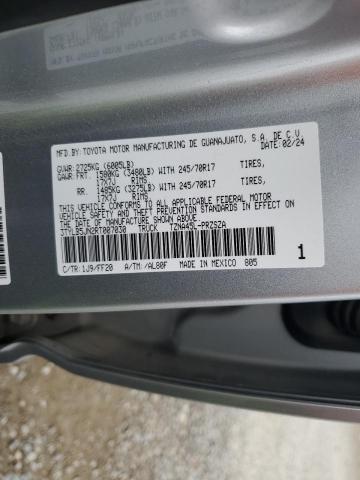 MFD.BY:TOYOTA MOTOR MANUFACTURING DE GUANAJUATO, S.A. DE C.V.
DATE:02/24
GVWR:2725KG (6005LB)
GAWR FRT. 1580KG (3480LB) WITH 245/70R17 TIRES,
17X7J RIMS,
RR. 1485KG (3275LB) WITH 245/70R17 TIRES,
17X7J RIMS,
THIS VEHICLE CONFORMS TO ALL APPLICABLE FEDERAL MOTOR
VEHICLE SAFETY STANDARDS IN EFFECT ON THE
DATE OF MANUFACTURE SHOWN ABOVE.
3TYLB5JN2RT007030 TRUCK TZNA45L-PRZSZA
C/TR:1J9/FF20 A/TM: /AL80F MADE IN MEXICO 805
1